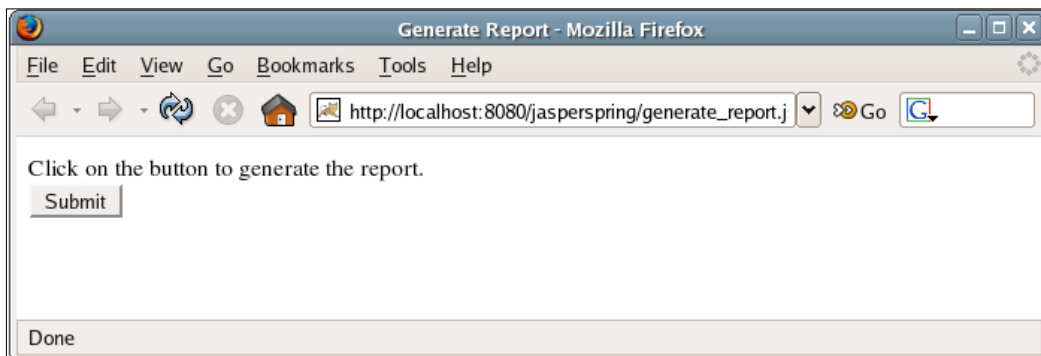 Generate Report - Mozilla Firefox
File Edit View Go Bookmarks Tools Help
http://localhost:8080/jasperspring/generate_report.j Go G
Click on the button to generate the report.
Submit
Done